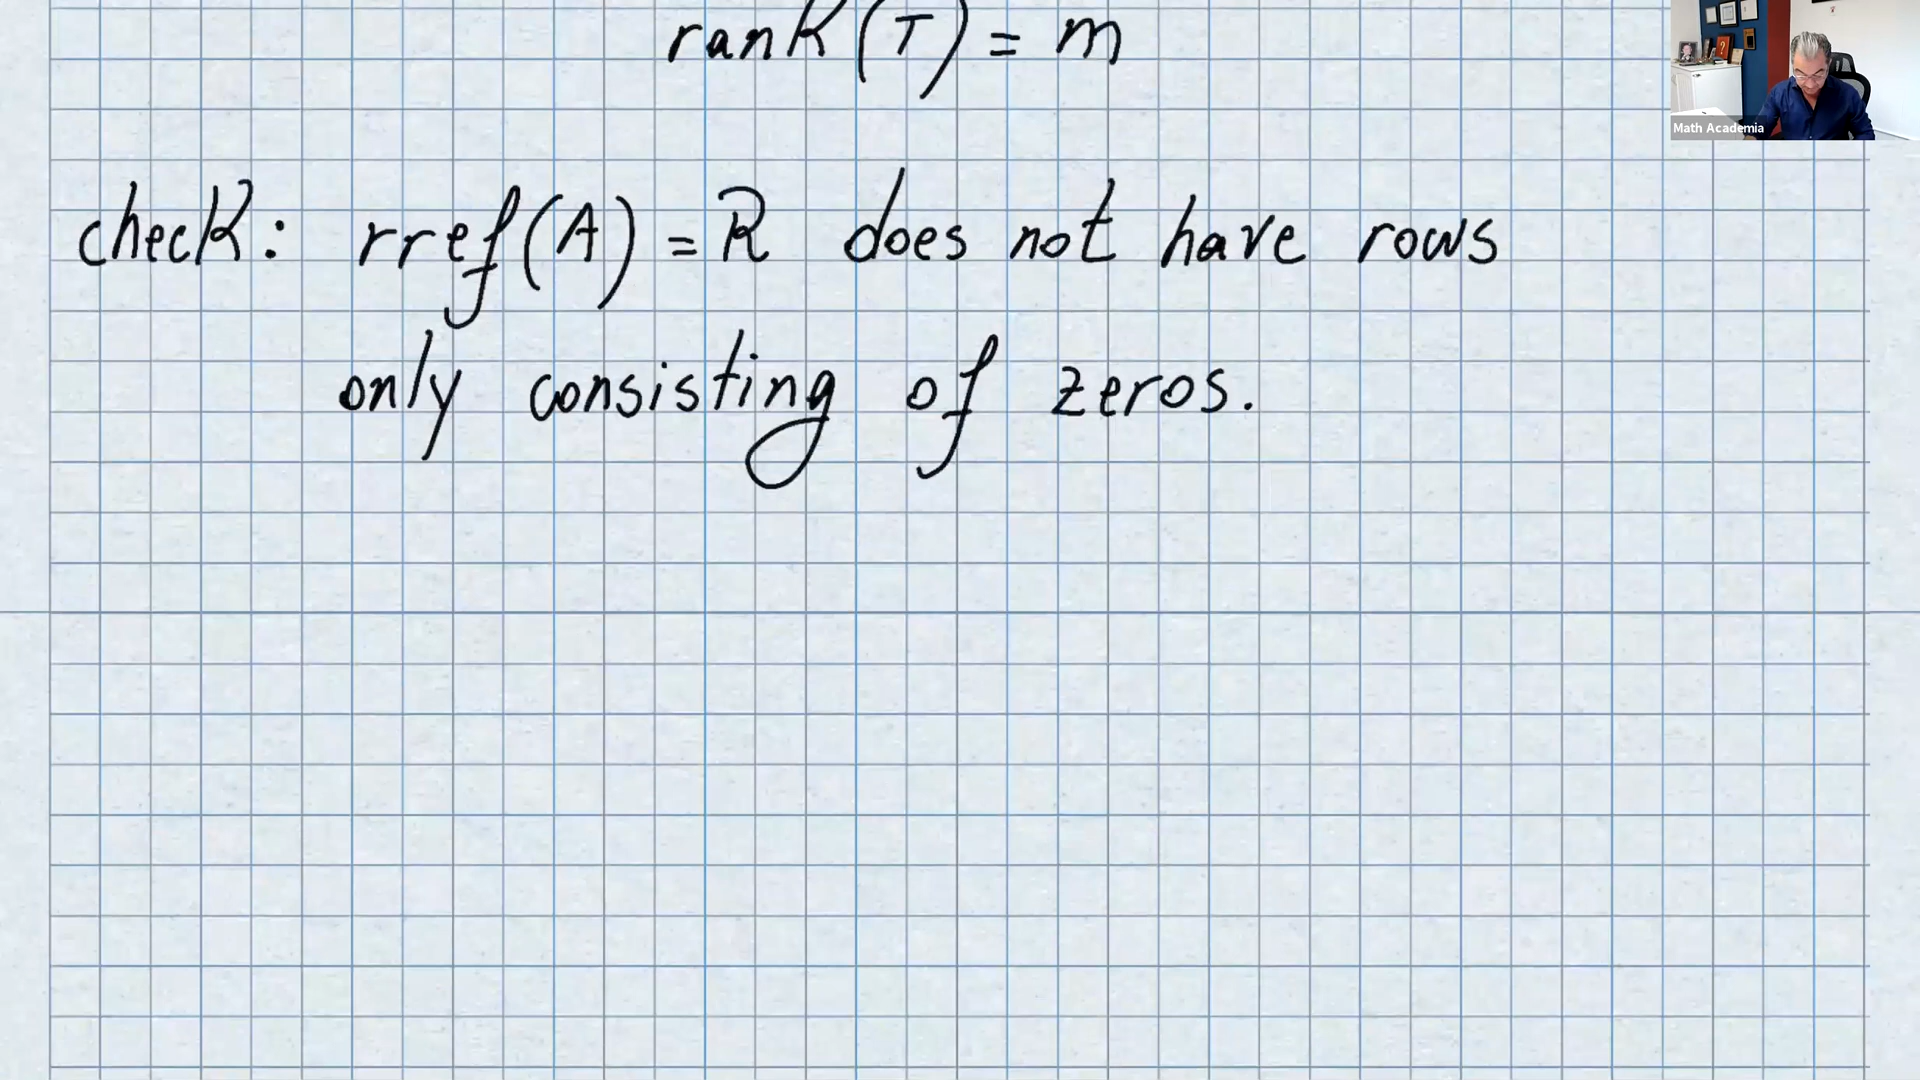 rank(T) = m
Math Academia
check: rref(A) = R does not have rows
only consisting of zeros.